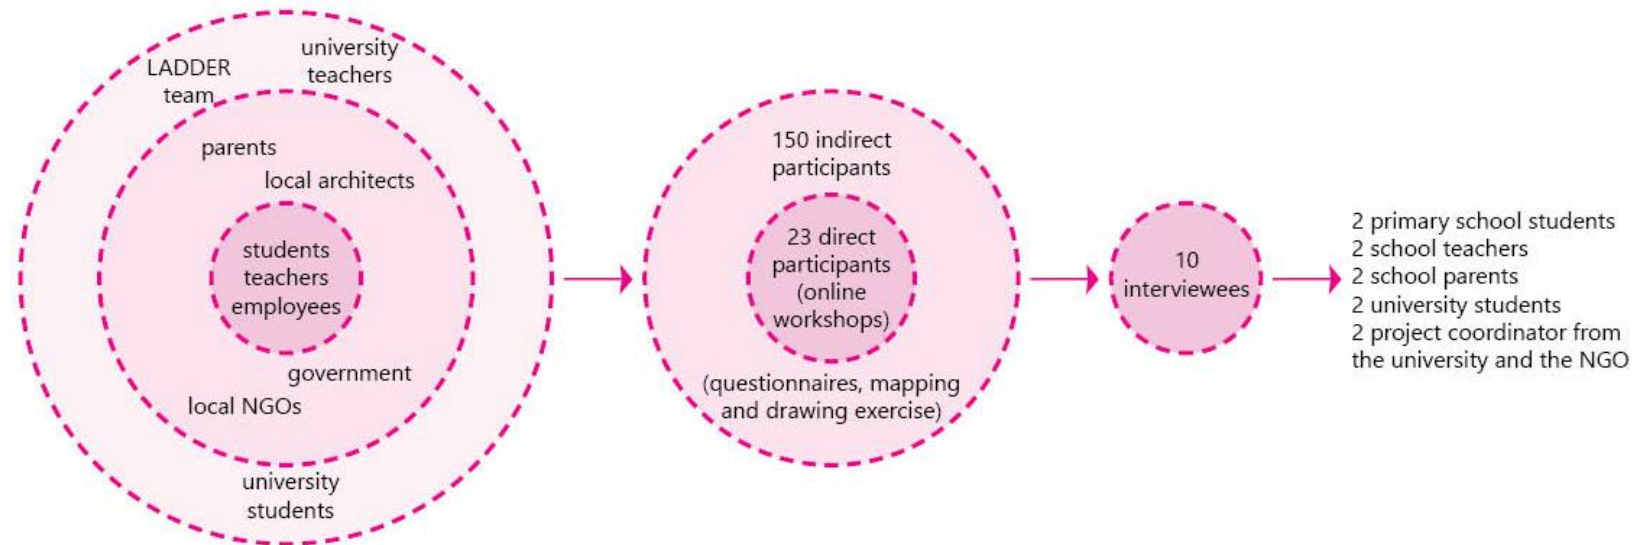 LADDER
team
university
teachers
parents
local architects
students
teachers
employees
government
local NGOs
university
students
150 indirect
participants
23 direct
participants
(online
workshops)
(questionnaires, mapping
and drawing exercise)
10
interviewees
2 primary school students
2 school teachers
2 school parents
2 university students
2 project coordinator from
the university and the NGO